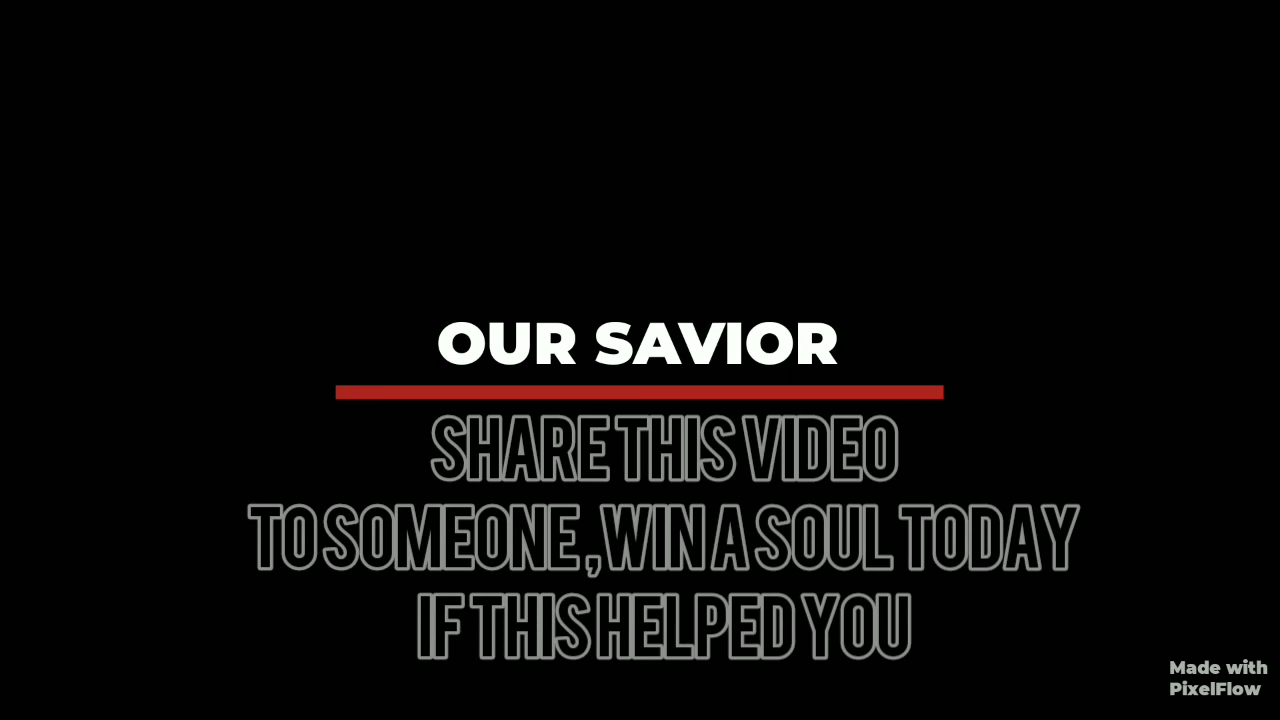 OUR SAVIOR
SHARE THIS VIDEO
TO SOMEONE, WIN A SOUL TODAY
IF THIS HELPED YOU
Made with
PixelFlow